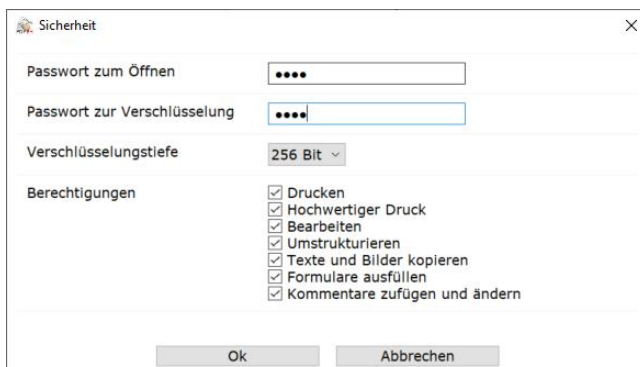 Sicherheit
Passwort zum Öffnen
••••
Passwort zur Verschlüsselung
••••
Verschlüsselungstiefe
256 Bit
Berechtigungen
Drucken
Hochwertiger Druck
Bearbeiten
Umstrukturieren
Texte und Bilder kopieren
Formulare ausfüllen
Kommentare zufügen und ändern
Ok
Abbrechen